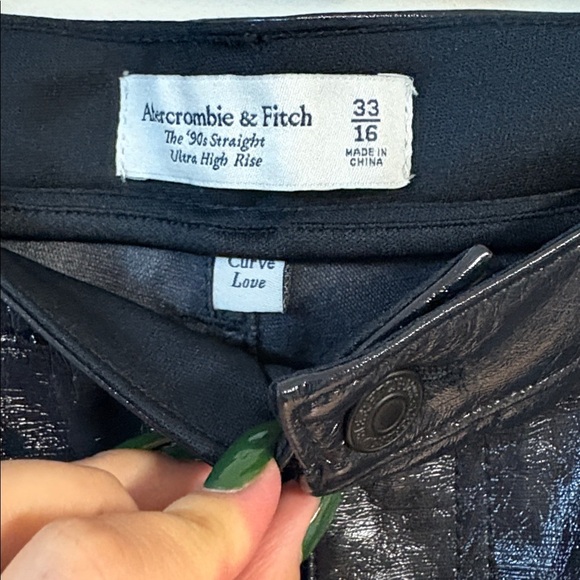 Abercrombie & Fitch
The '90s Straight
Ultra High Rise
33
16
MADE IN
CHINA
Curve
Love